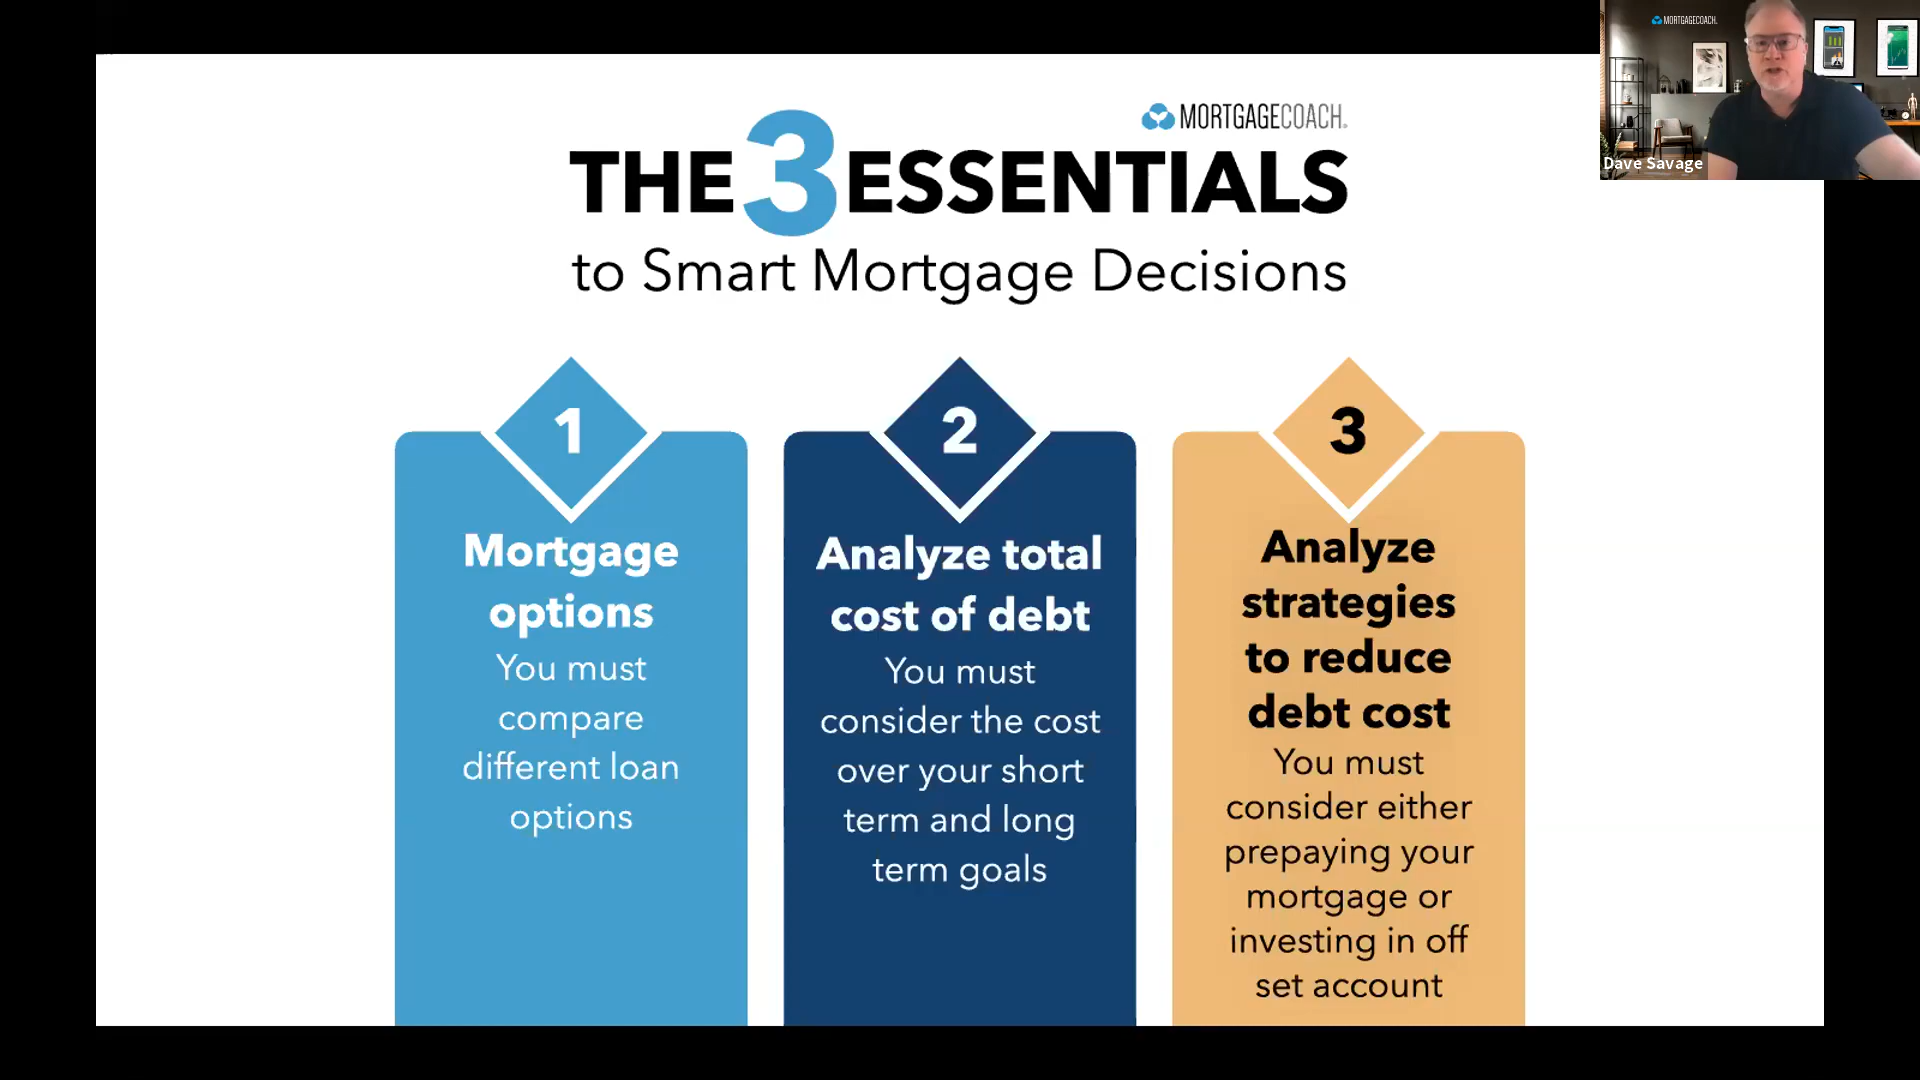 MORTGAGECOACH.
THE 3 ESSENTIALS
to Smart Mortgage Decisions
1
Mortgage
options
You must
compare
different loan
options
2
Analyze total
cost of debt
You must
consider the cost
over your short
term and long
term goals
3
Analyze
strategies
to reduce
debt cost
You must
consider either
prepaying your
mortgage or
investing in off
set account
MORTGAGECOACH.
Dave Savage